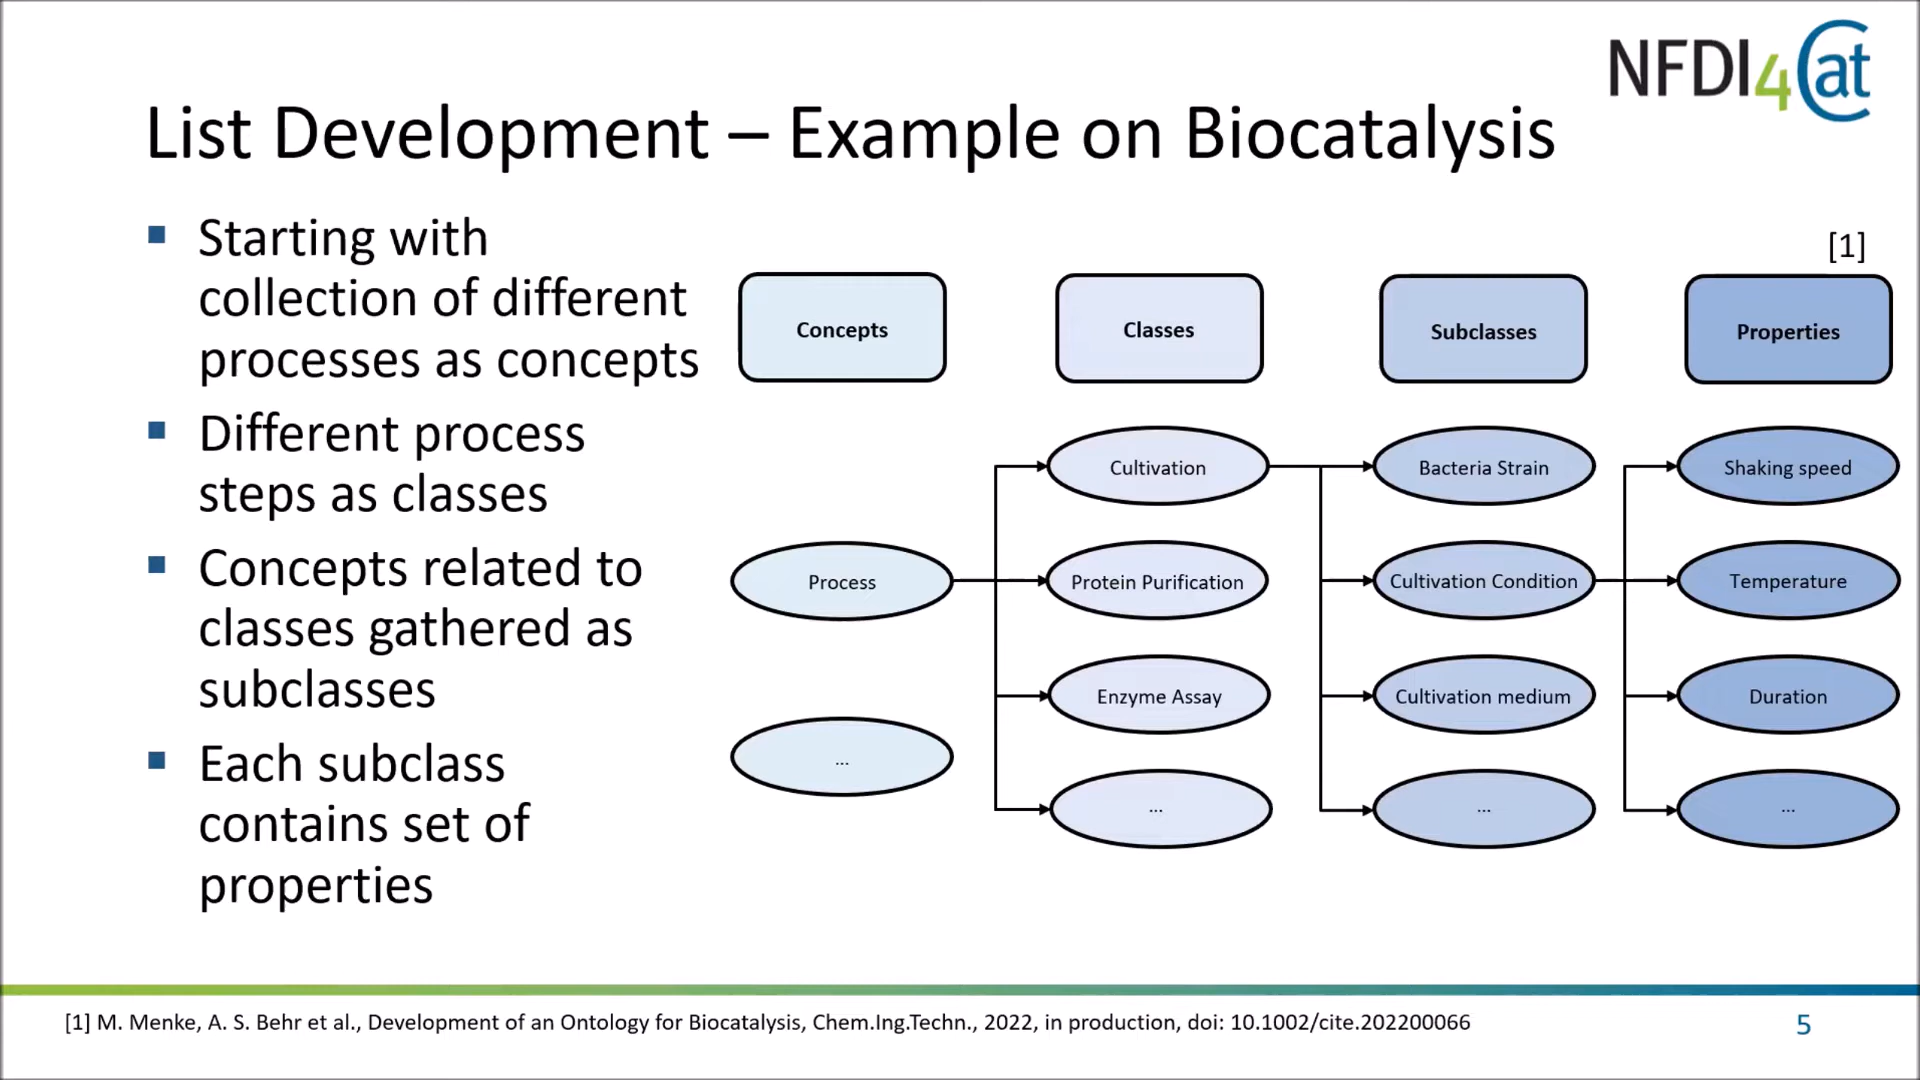 NFDI4Cat
List Development – Example on Biocatalysis
▪ Starting with
collection of different
processes as concepts
▪ Different process
steps as classes
▪ Concepts related to
classes gathered as
subclasses
▪ Each subclass
contains set of
properties
[1]
Concepts
Classes
Subclasses
Properties
Cultivation
Bacteria Strain
Shaking speed
Process
Protein Purification
Cultivation Condition
Temperature
Enzyme Assay
Cultivation medium
Duration
...
...
...
...
[1] M. Menke, A. S. Behr et al., Development of an Ontology for Biocatalysis, Chem.Ing.Techn., 2022, in production, doi: 10.1002/cite.202200066
5